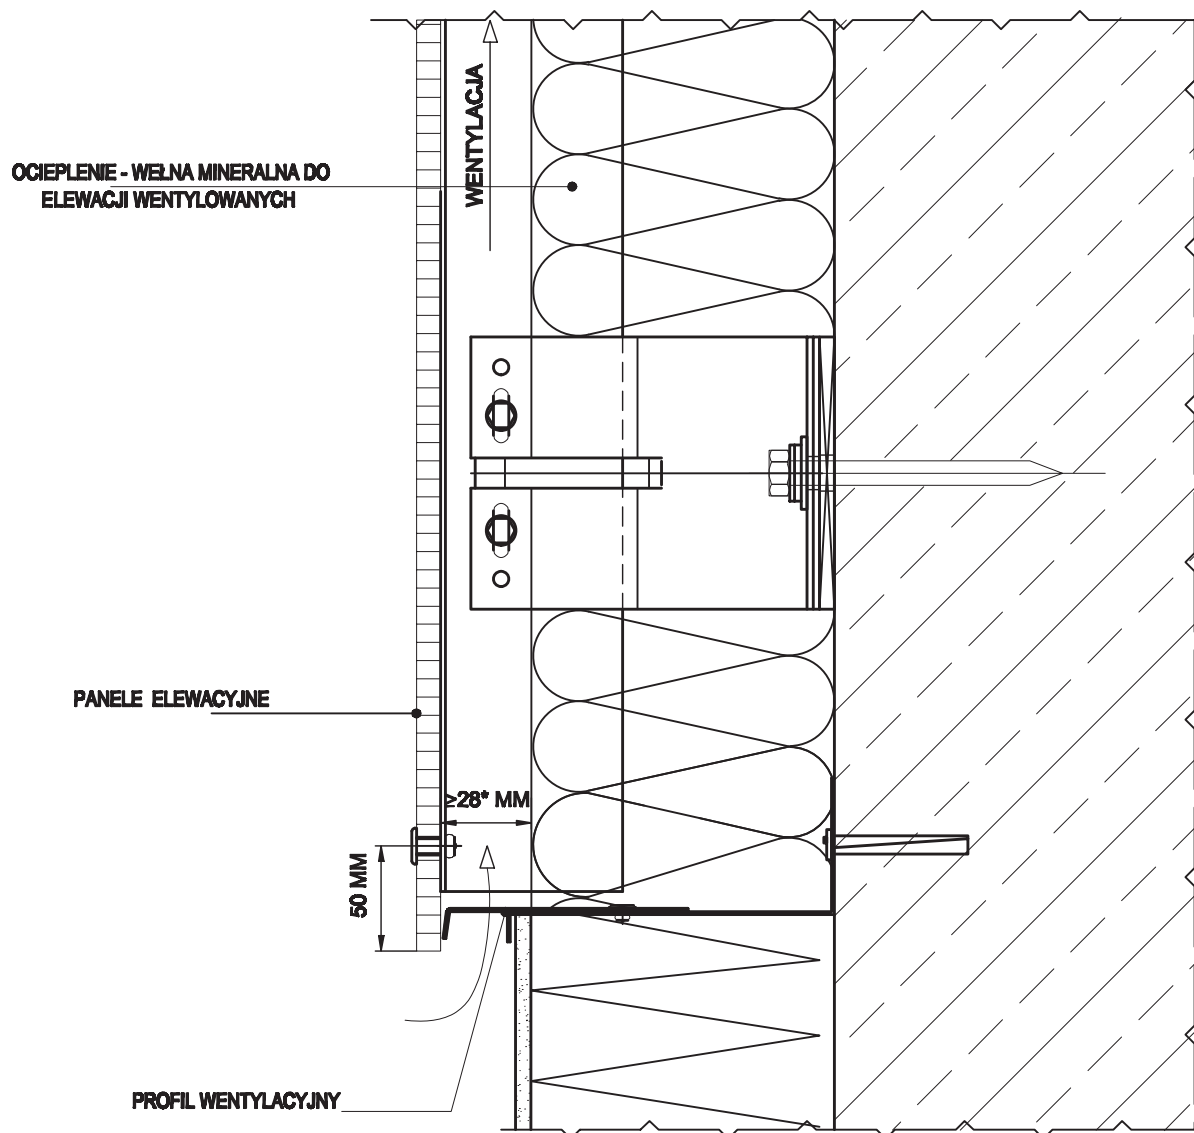 WENTYLACJA
OCIEPLENIE - WEŁNA MINERALNA DO
ELEWACJI WENTYLOWANYCH
PANELE ELEWACYJNE
≥28* MM
50 MM
PROFIL WENTYLACYJNY